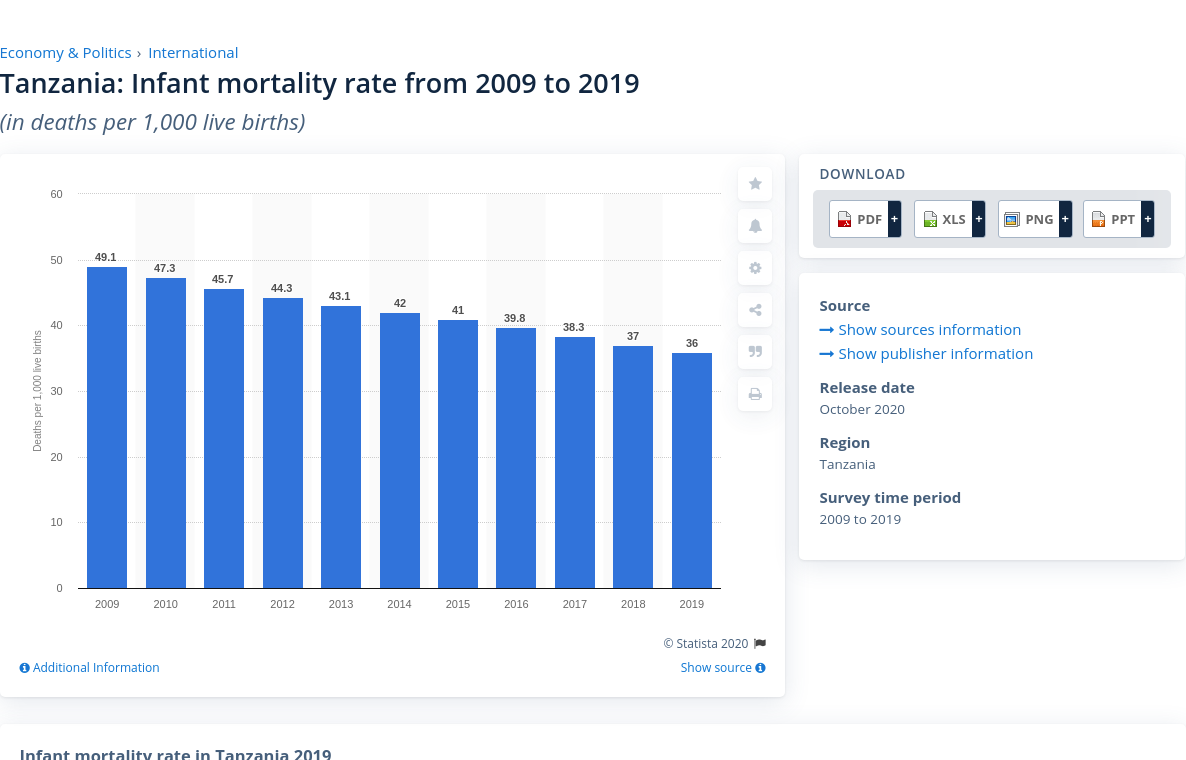 Economy & Politics › International
Tanzania: Infant mortality rate from 2009 to 2019
(in deaths per 1,000 live births)
60
50
40
30
20
10
0
Deaths per 1,000 live births
49.1
47.3
45.7
44.3
43.1
42
41
39.8
38.3
37
36
2009 2010 2011 2012 2013 2014 2015 2016 2017 2018 2019
© Statista 2020
Additional Information
Show source
DOWNLOAD
PDF + XLS + PNG + PPT +
Source
Show sources information
Show publisher information
Release date
October 2020
Region
Tanzania
Survey time period
2009 to 2019
Infant mortality rate in Tanzania 2019